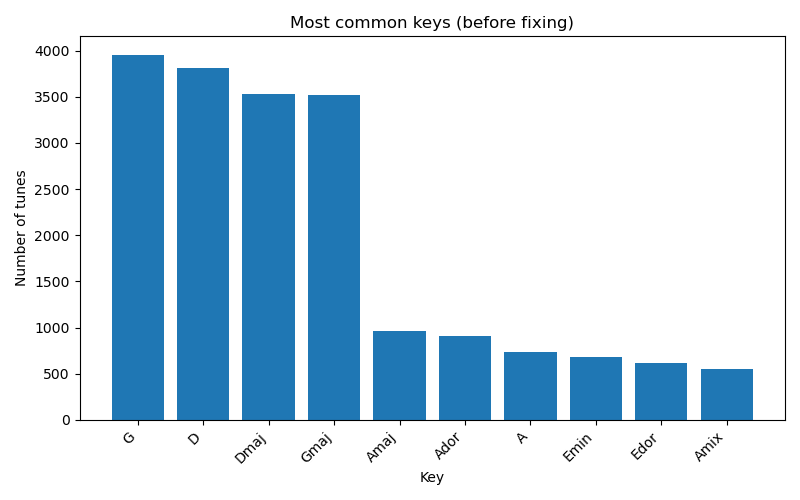 Most common keys (before fixing)
Number of tunes
4000
3500
3000
2500
2000
1500
1000
500
0
G
D
Dmaj
Gmaj
Amaj
Ador
A
Emin
Edor
Amix
Key